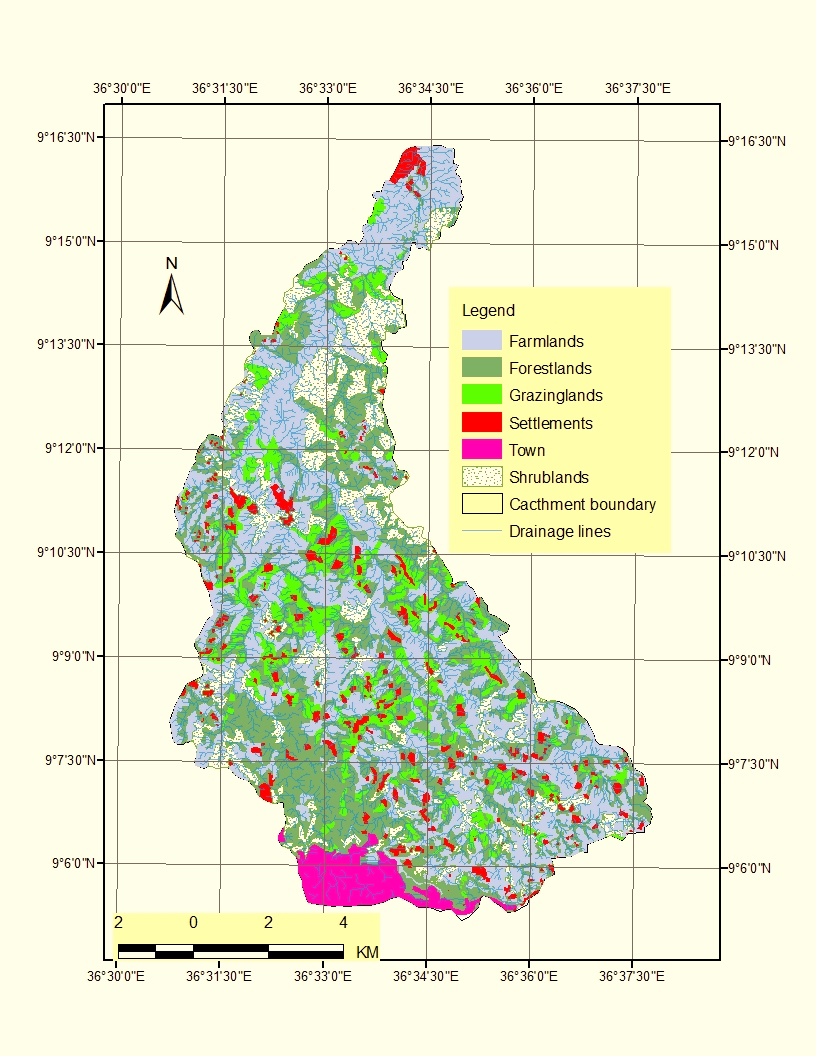 36°30'0"E 36°31'30"E 36°33'0"E 36°34'30"E 36°36'0"E 36°37'30"E
9°16'30"N 9°16'30"N
9°15'0"N 9°15'0"N
N
Legend
Farmlands
9°13'30"N 9°13'30"N
Forestlands
Grazinglands
Settlements
Town
9°12'0"N 9°12'0"N
Shrublands
Cacthment boundary
Drainage lines
9°10'30"N 9°10'30"N
9°9'0"N 9°9'0"N
9°7'30"N 9°7'30"N
9°6'0"N 9°6'0"N
2 0 2 4
KM
36°30'0"E 36°31'30"E 36°33'0"E 36°34'30"E 36°36'0"E 36°37'30"E